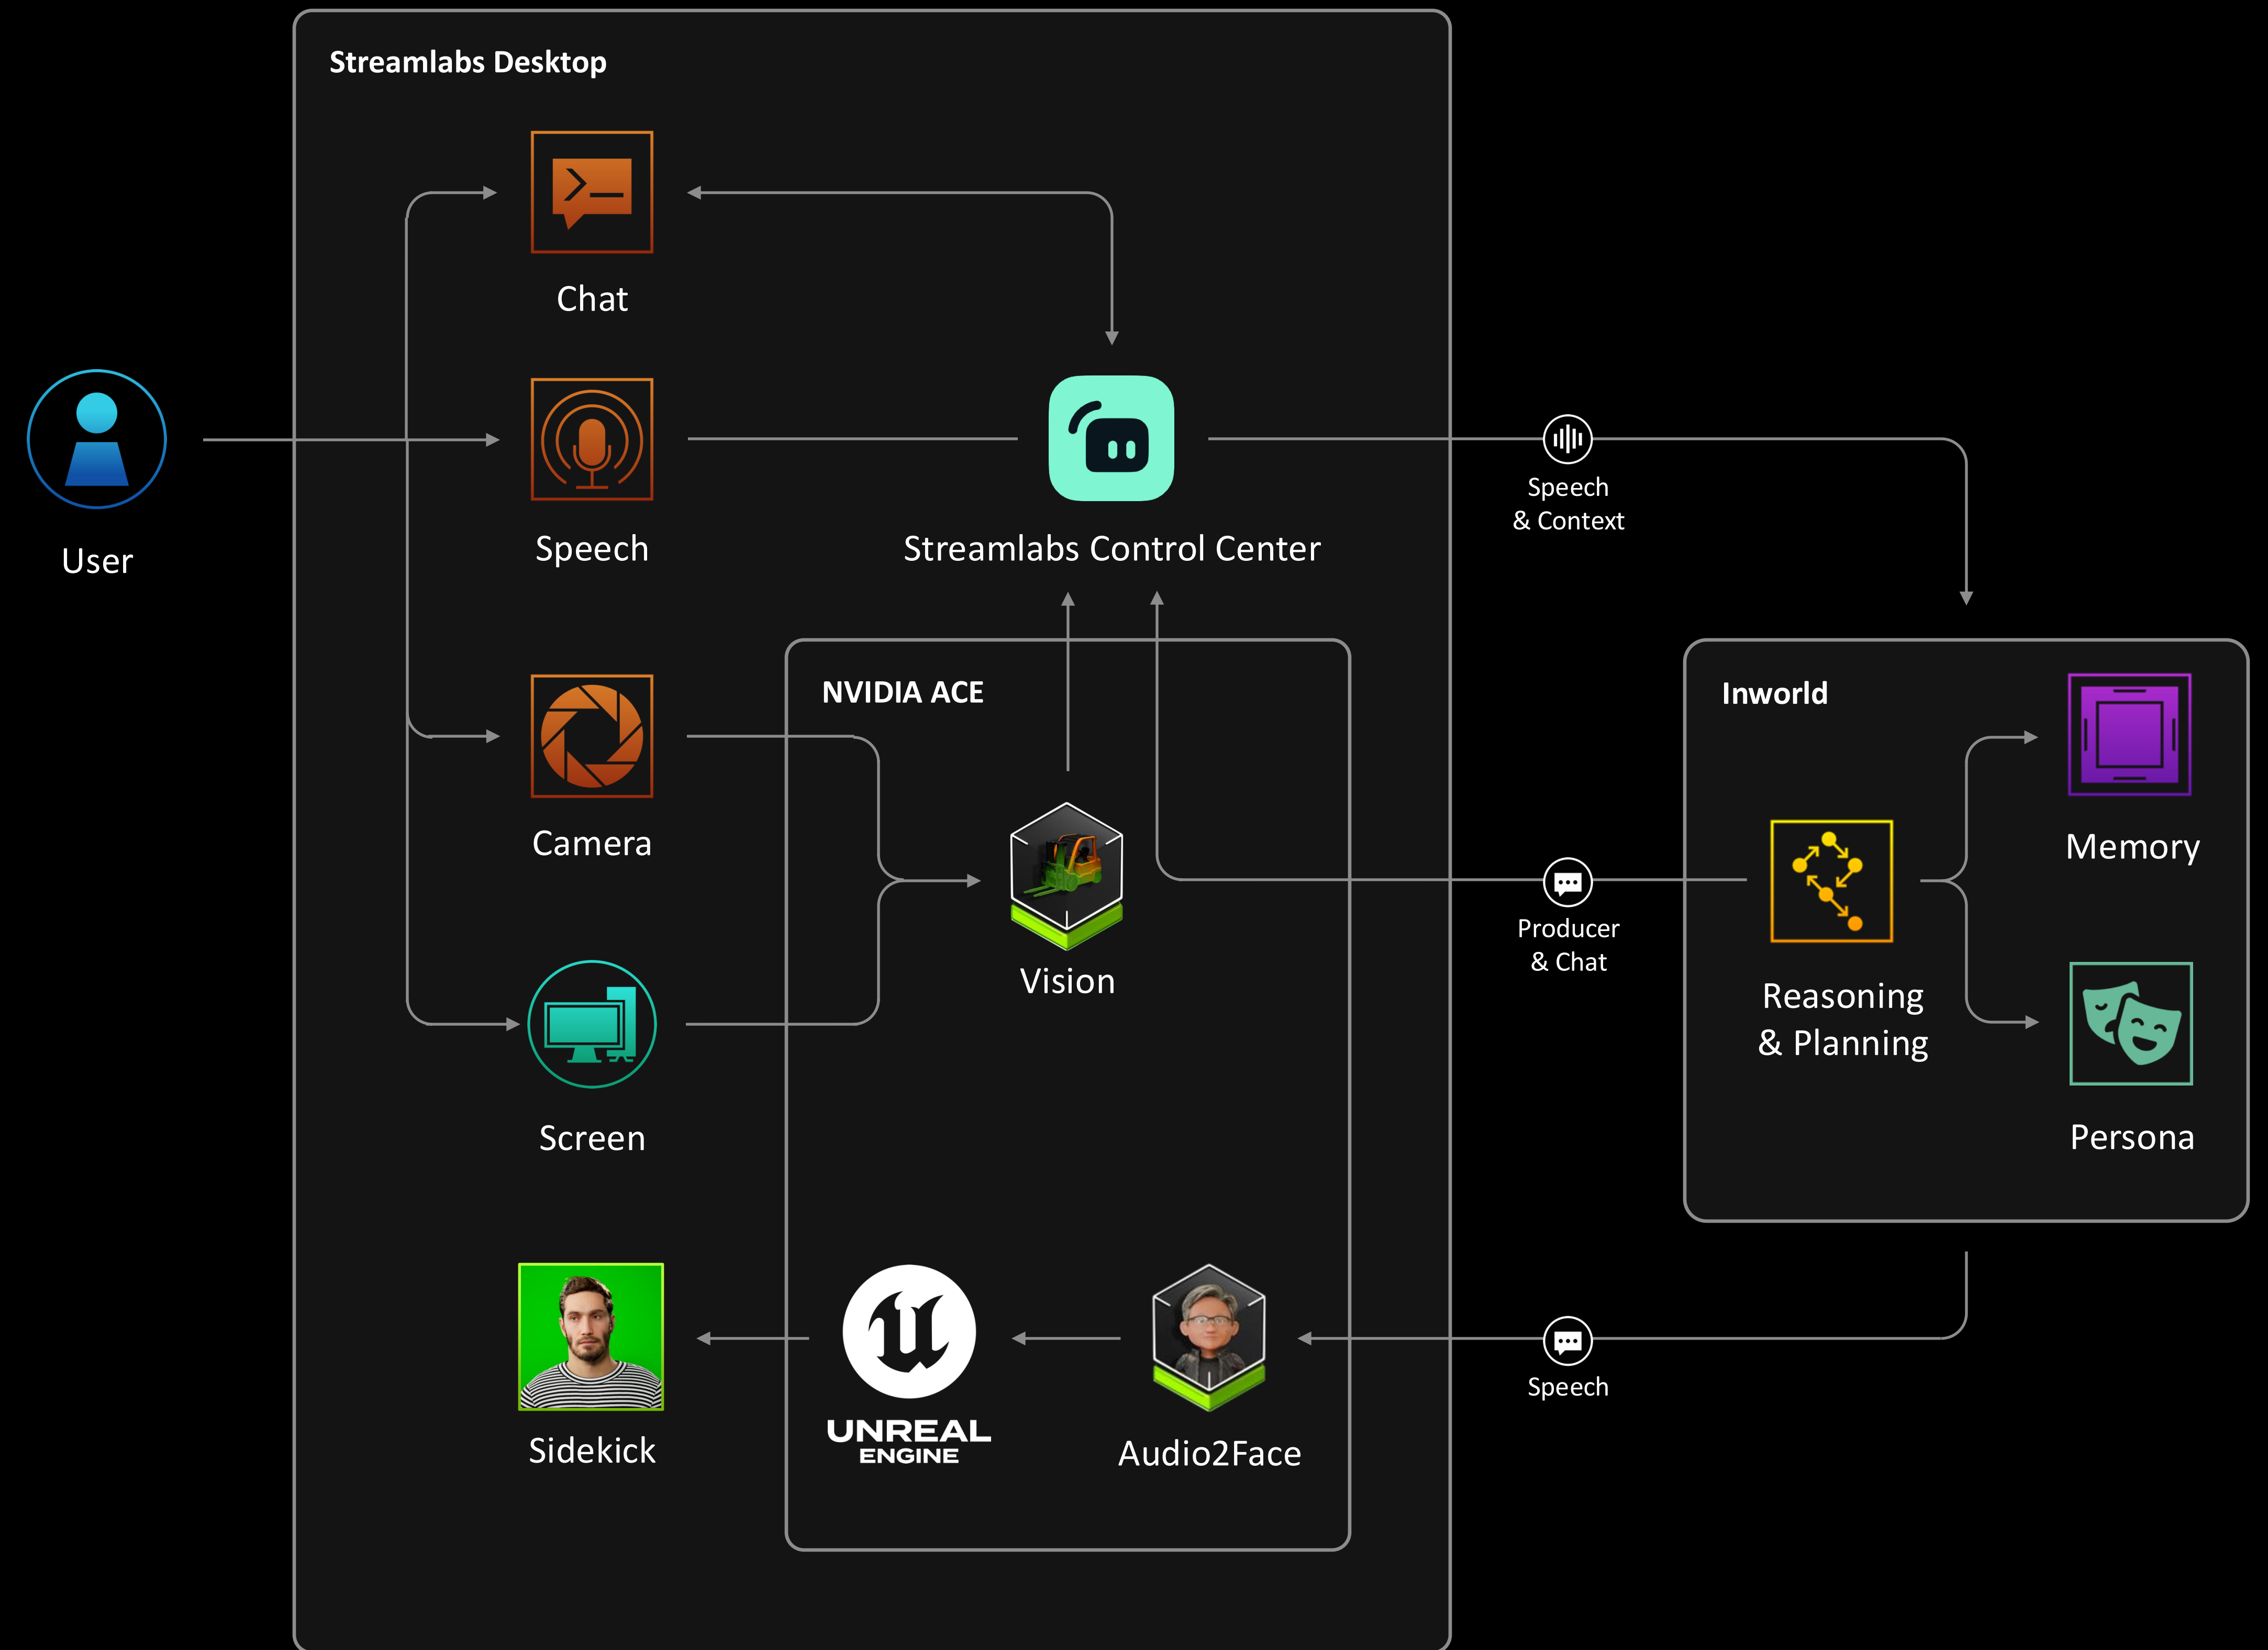 Streamlabs Desktop
Chat
User
Speech
Streamlabs Control Center
Speech
& Context
NVIDIA ACE
Inworld
Camera
Memory
Vision
Producer
& Chat
Reasoning
& Planning
Screen
Persona
Sidekick
UNREAL
ENGINE
Audio2Face
Speech